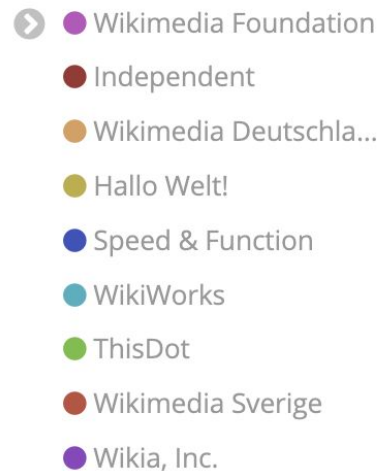 Wikimedia Foundation
Independent
Wikimedia Deutschla...
Hallo Welt!
Speed & Function
WikiWorks
ThisDot
Wikimedia Sverige
Wikia, Inc.